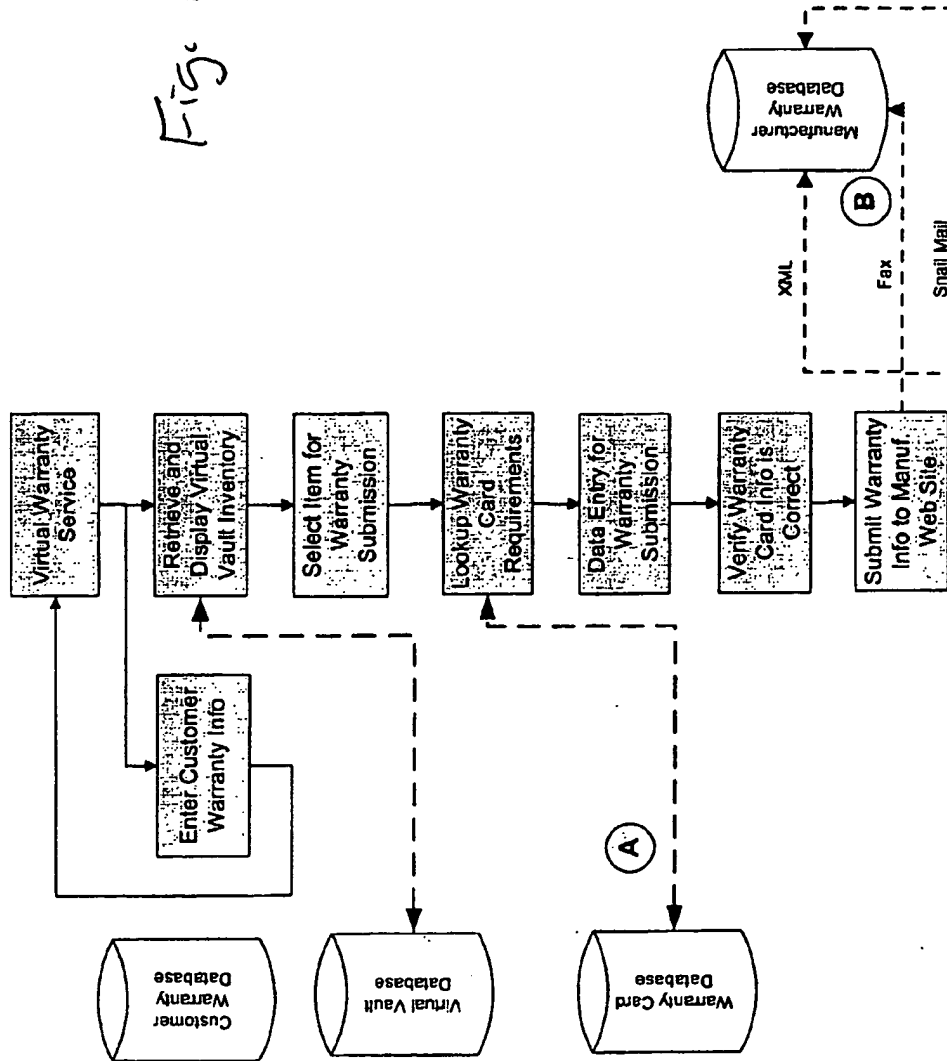 Fig.
Virtual Warranty
Service
Enter Customer
Warranty Info
Retrieve and
Display Virtual
Vault Inventory
Select Item for
Warranty
Submission
Lookup Warranty
Card
Requirements
Data Entry for
Warranty
Submission
Verify Warranty
Card Info is
Correct
Submit Warranty
Info to Manuf.
Web Site
Customer
Warranty
Database
Virtual Vault
Database
Warranty Card
Database
A
Manufacturer
Warranty
Database
B
XML
Fax
Snail Mail